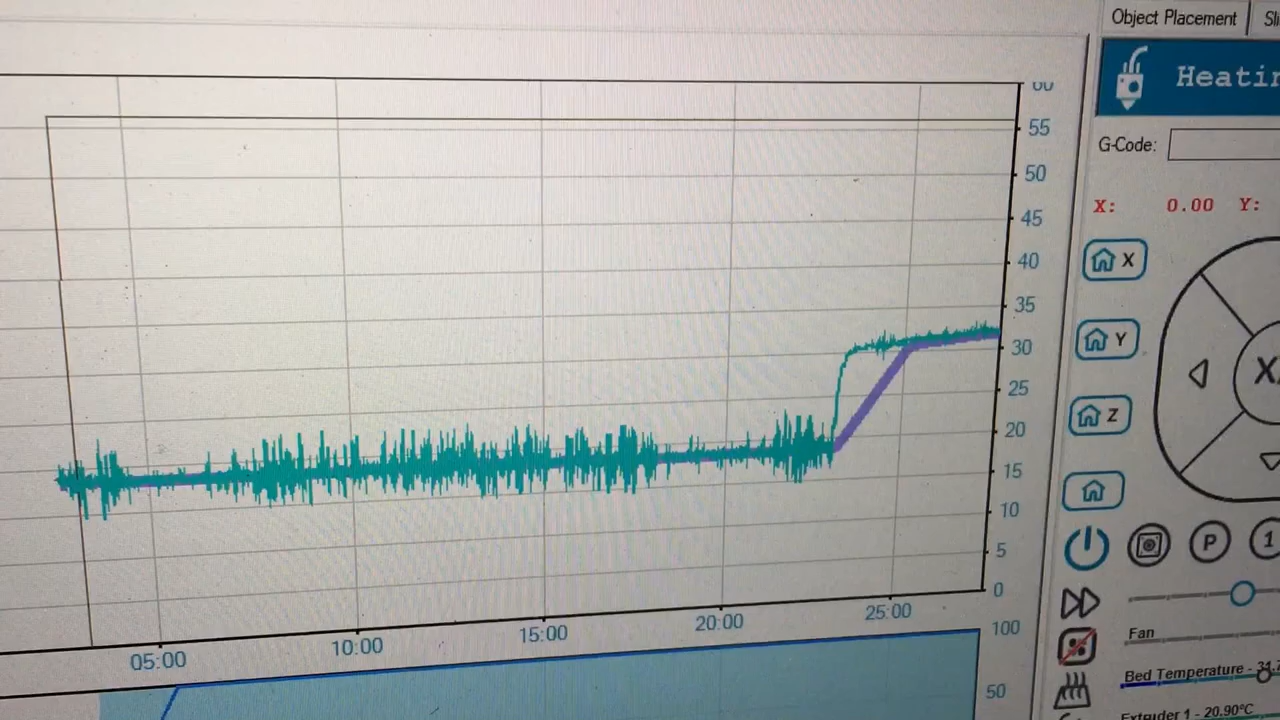 Object Placement
Heatin
G-Code:
X: 0.00 Y:
55
50
45
40
35
30
25
20
15
10
5
0
05:00 10:00 15:00 20:00 25:00
100
50
X
Y
Z
P
1
Fan
Bed Temperature -
Extruder 1 - 20.90°C